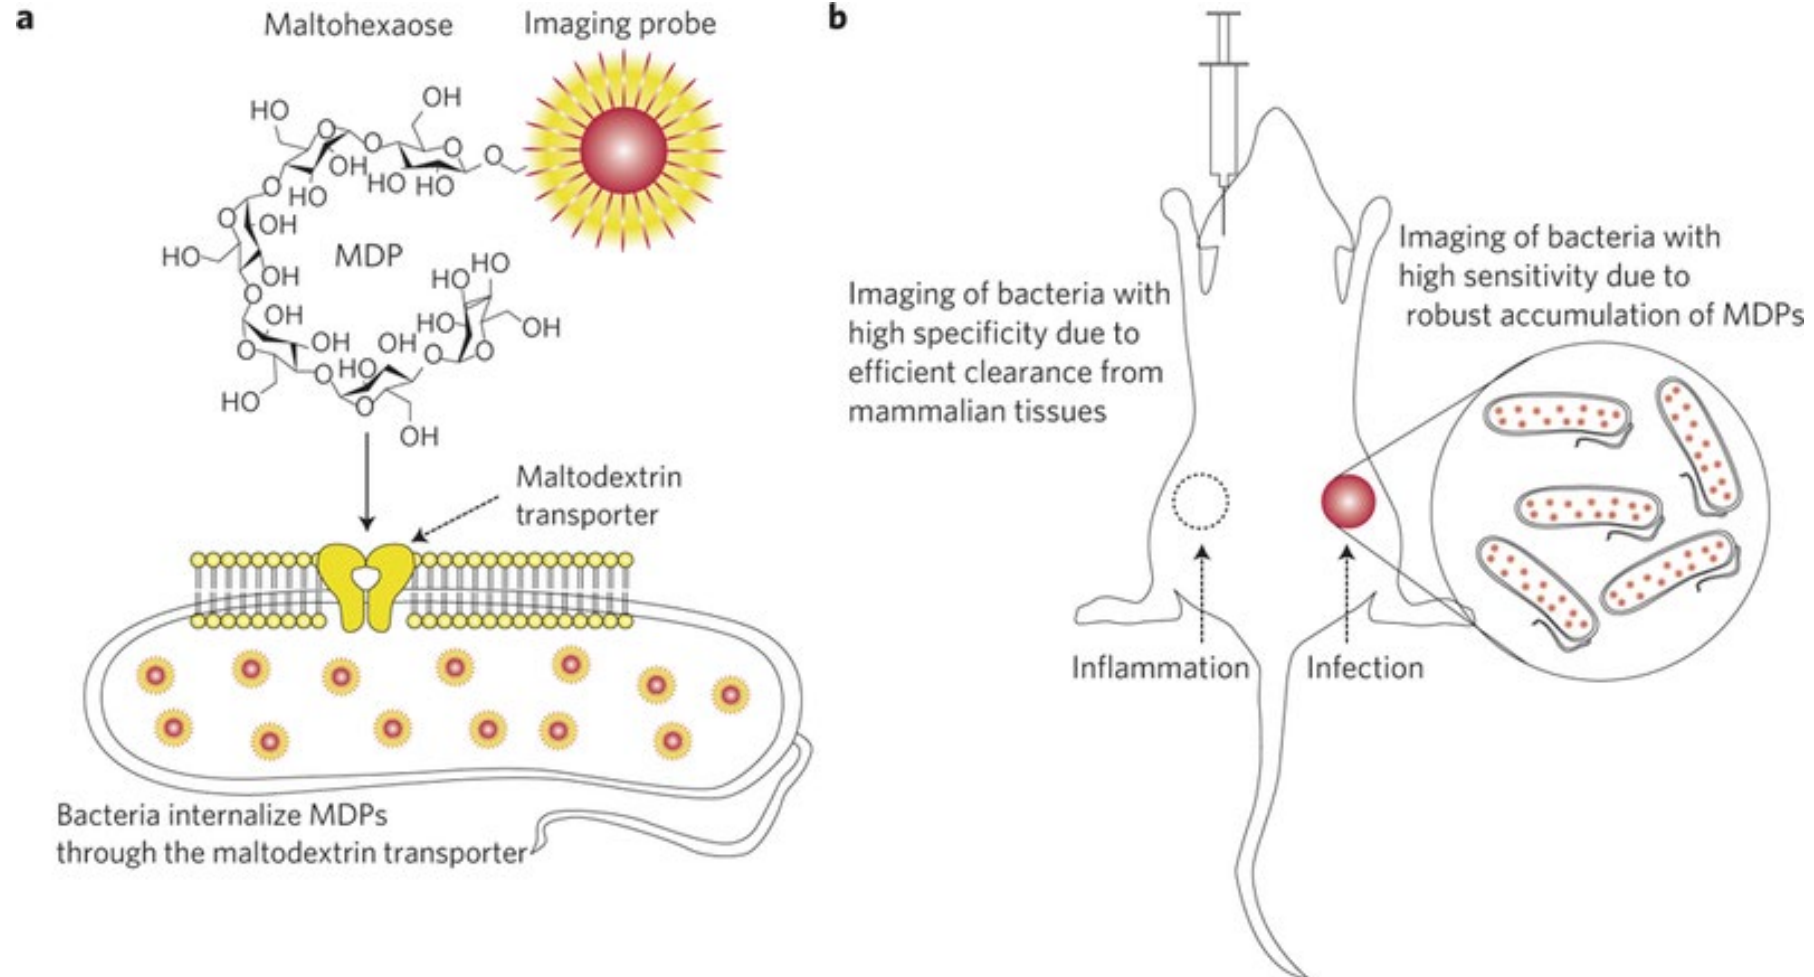 a
Maltohexaose
Imaging probe
OH
HO
O
O
O
O
OH
HO
HO
HO
O
O
OH
HO
MDP
OH
HO
HO
O
OH
HO
OH
OH
OH
O
HO
O
O
HO
O
OH
Maltodextrin
transporter
Bacteria internalize MDPs
through the maltodextrin transporter
b
Imaging of bacteria with
high specificity due to
efficient clearance from
mammalian tissues
Imaging of bacteria with
high sensitivity due to
robust accumulation of MDPs
Inflammation
Infection